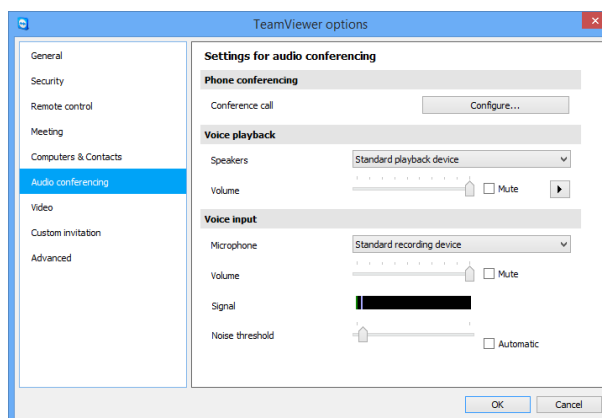 TeamViewer options
General
Security
Remote control
Meeting
Computers & Contacts
Audio conferencing
Video
Custom invitation
Advanced
Settings for audio conferencing
Phone conferencing
Conference call Configure...
Voice playback
Speakers Standard playback device
Volume Mute
Voice input
Microphone Standard recording device
Volume Mute
Signal
Noise threshold Automatic
OK Cancel